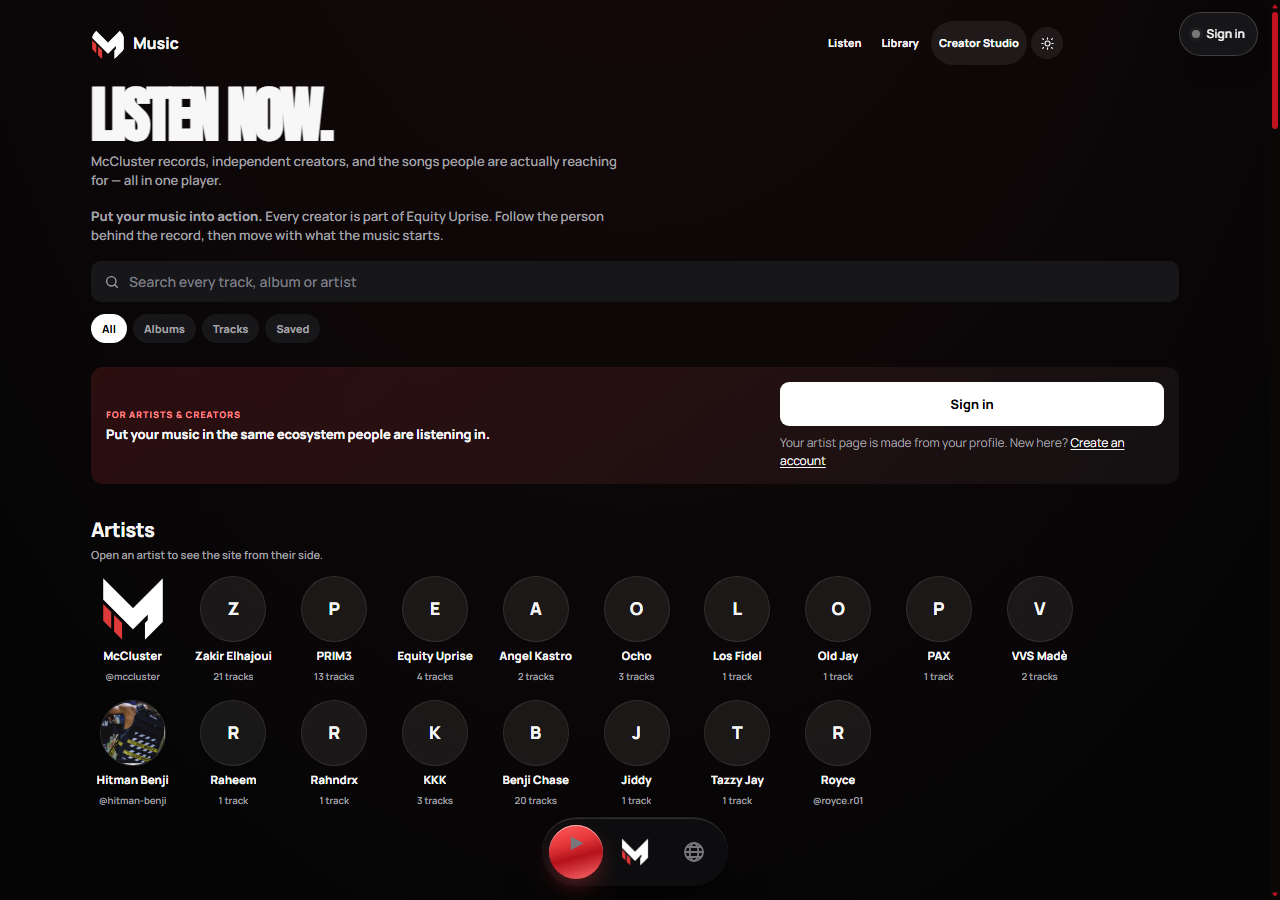 Music
Listen
Library
Creator Studio
Sign in
LISTEN NOW.
McCluster records, independent creators, and the songs people are actually reaching
for — all in one player.
Put your music into action. Every creator is part of Equity Uprise. Follow the person
behind the record, then move with what the music starts.
Search every track, album or artist
All
Albums
Tracks
Saved
FOR ARTISTS & CREATORS
Put your music in the same ecosystem people are listening in.
Sign in
Your artist page is made from your profile. New here? Create an
account
Artists
Open an artist to see the site from their side.
Z P E A O L O P V
McCluster Zakir Elhajoui PRIM3 Equity Uprise Angel Kastro Ocho Los Fidel Old Jay PAX VVS Madè
@mccluster 21 tracks 13 tracks 4 tracks 2 tracks 3 tracks 1 track 1 track 1 track 2 tracks
R R K B J T R
Hitman Benji Raheem Rahndrx KKK Benji Chase Jiddy Tazzy Jay Royce
@hitman-benji 1 track 1 track 3 tracks 20 tracks 1 track 1 track @royce.r01